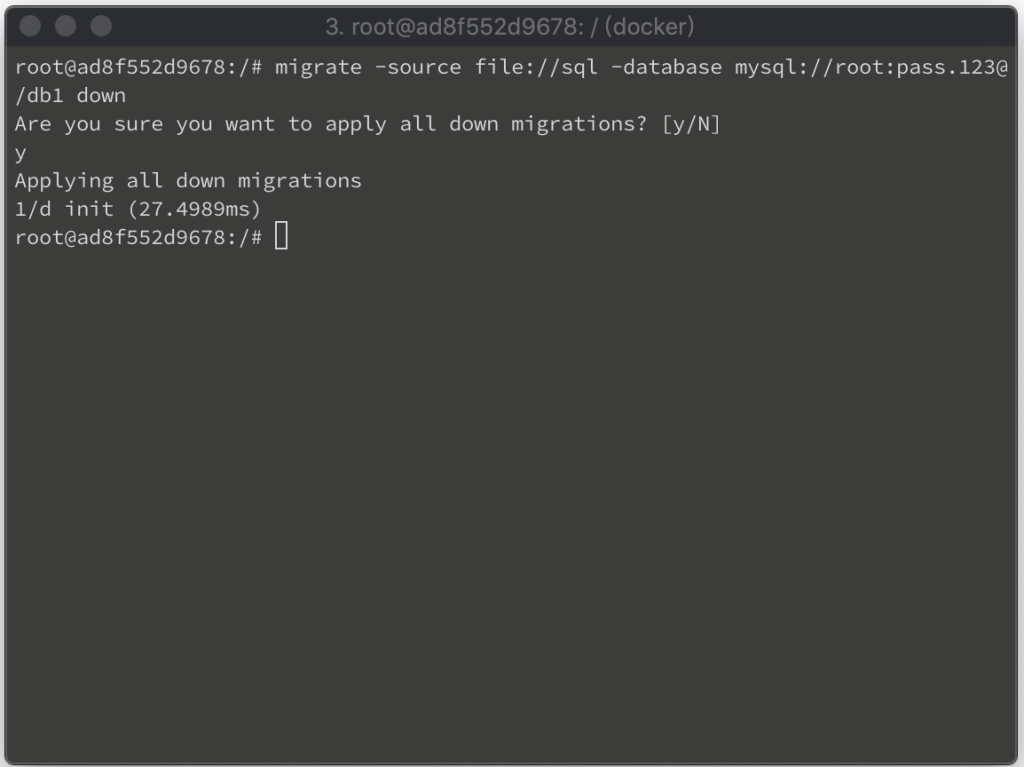 3. root@ad8f552d9678: / (docker)
root@ad8f552d9678:/# migrate -source file://sql -database mysql://root:pass.123@
/db1 down
Are you sure you want to apply all down migrations? [y/N]
y
Applying all down migrations
1/d init (27.4989ms)
root@ad8f552d9678:/#